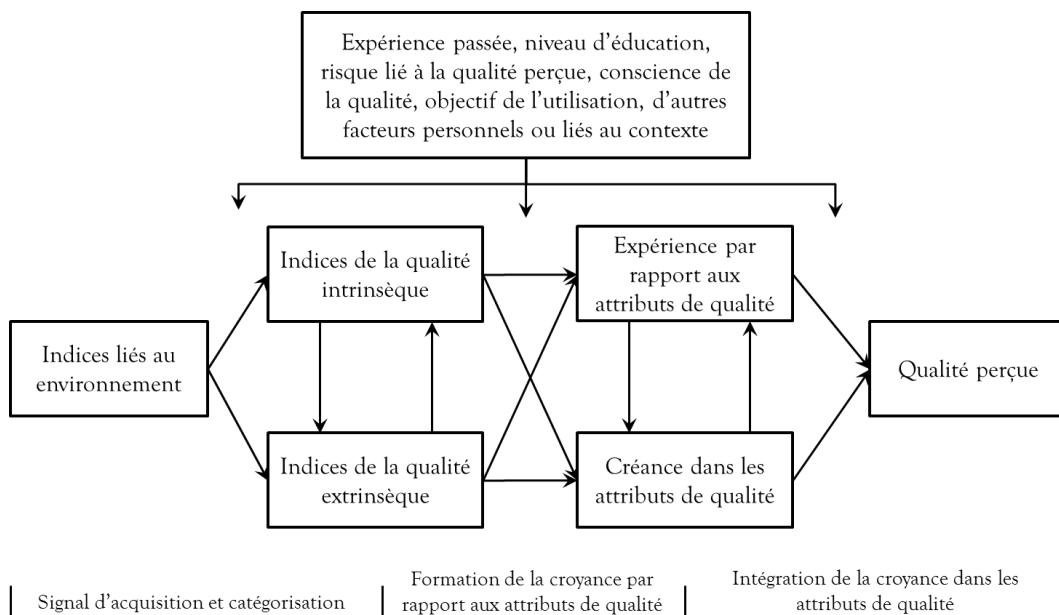 Expérience passée, niveau d'éducation,
risque lié à la qualité perçue, conscience de
la qualité, objectif de l'utilisation, d'autres
facteurs personnels ou liés au contexte
Indices de la qualité
intrinsèque
Expérience par
rapport aux
attributs de qualité
Indices liés au
environnement
Qualité perçue
Indices de la qualité
extrinsèque
Créance dans les
attributs de qualité
Signal d'acquisition et catégorisation
Formation de la croyance par
rapport aux attributs de qualité
Intégration de la croyance dans les
attributs de qualité